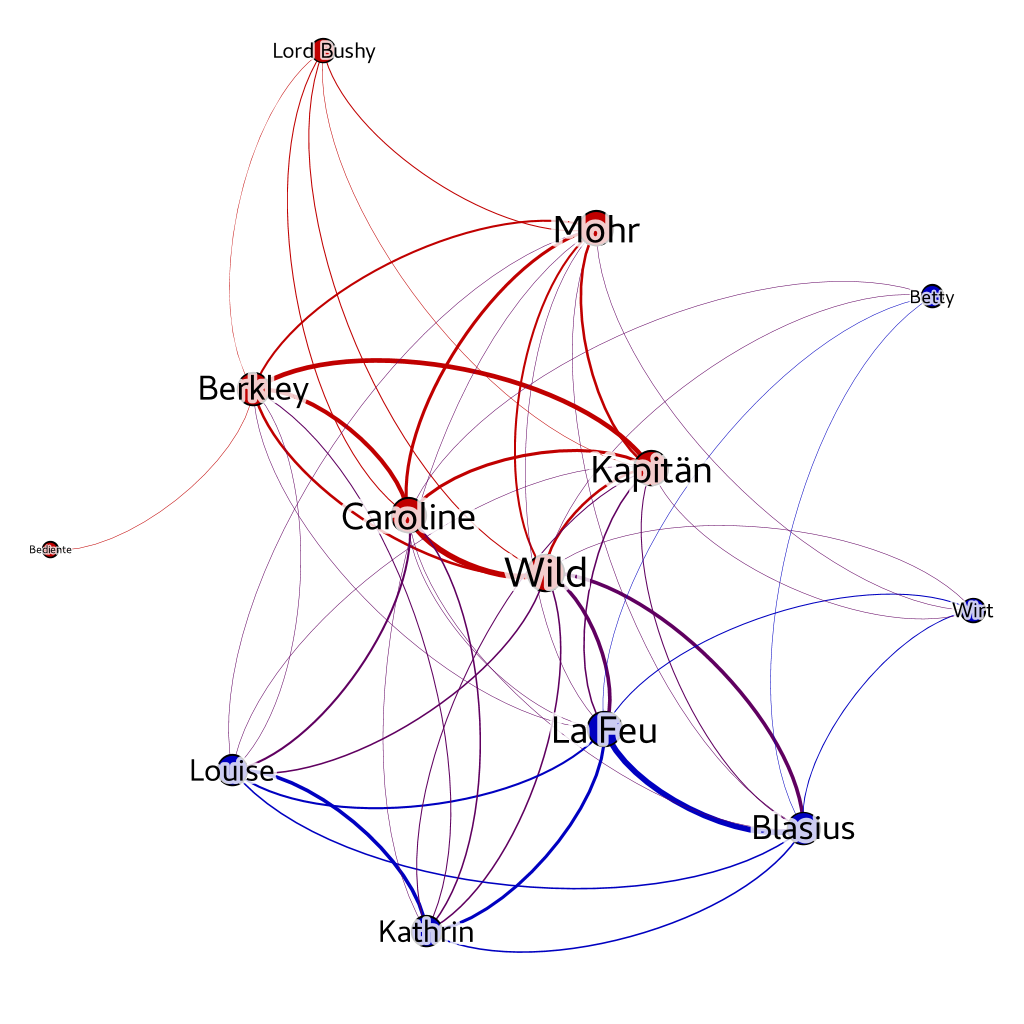 Lord Bushy
Mohr
Betty
Berkley
Kapitän
Caroline
Bediente
Wild
Wirt
La Feu
Louise
Blasius
Kathrin